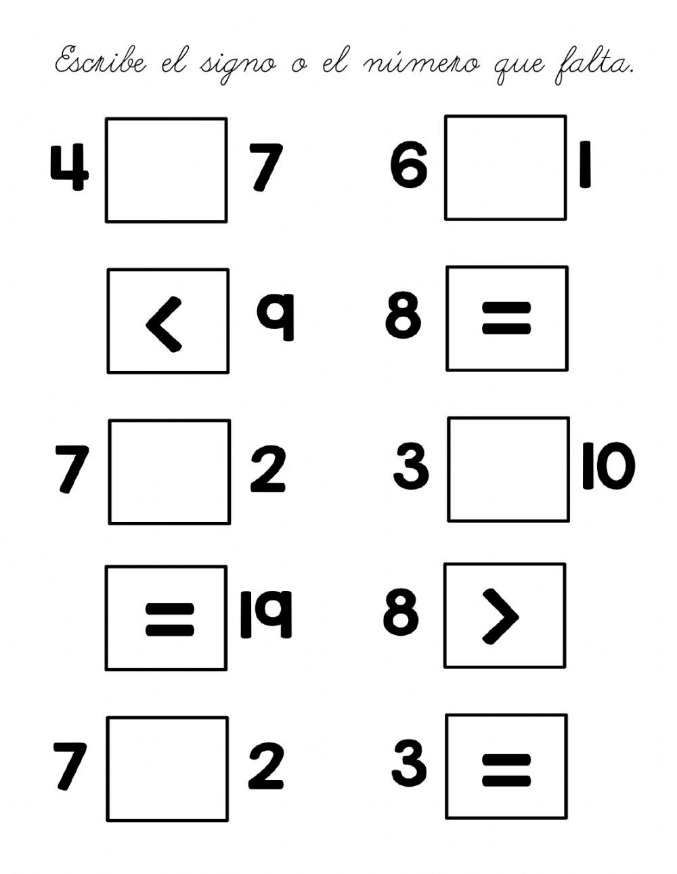 Escribe el signo o el número que falta.
4 7 6 1
< 9 8 =
7 2 3 10
= 19 8 >
7 2 3 =